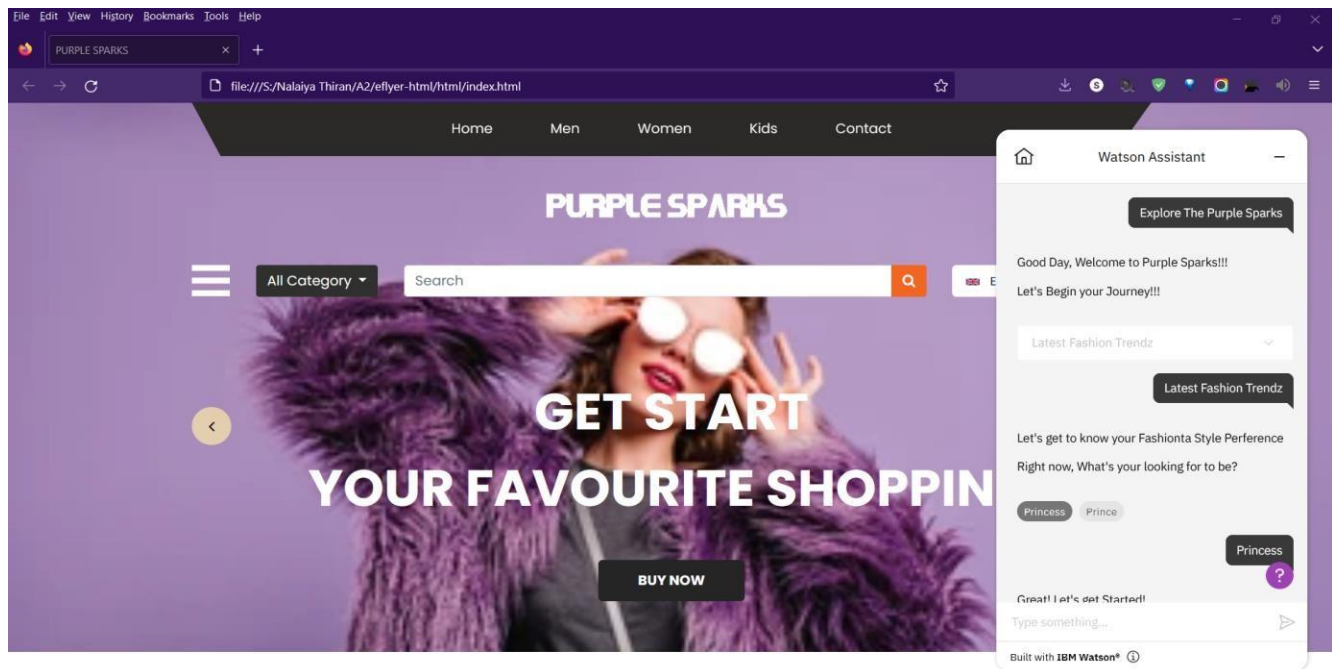 File Edit View History Bookmarks Tools Help
PURPLE SPARKS
file:///S:/Nalaiya Thiran/A2/eflyer-html/html/index.html
Home Men Women Kids Contact
PURPLE SPARKS
All Category
Search
E
GET START
YOUR FAVOURITE SHOPPIN
BUY NOW
Watson Assistant
Explore The Purple Sparks
Good Day, Welcome to Purple Sparks!!!
Let's Begin your Journey!!!
Latest Fashion Trendz
Latest Fashion Trendz
Let's get to know your Fashionta Style Perference
Right now, What's your looking for to be?
Princess Prince
Princess
?
Great! Let's get Started!
Type something...
Built with IBM Watson®